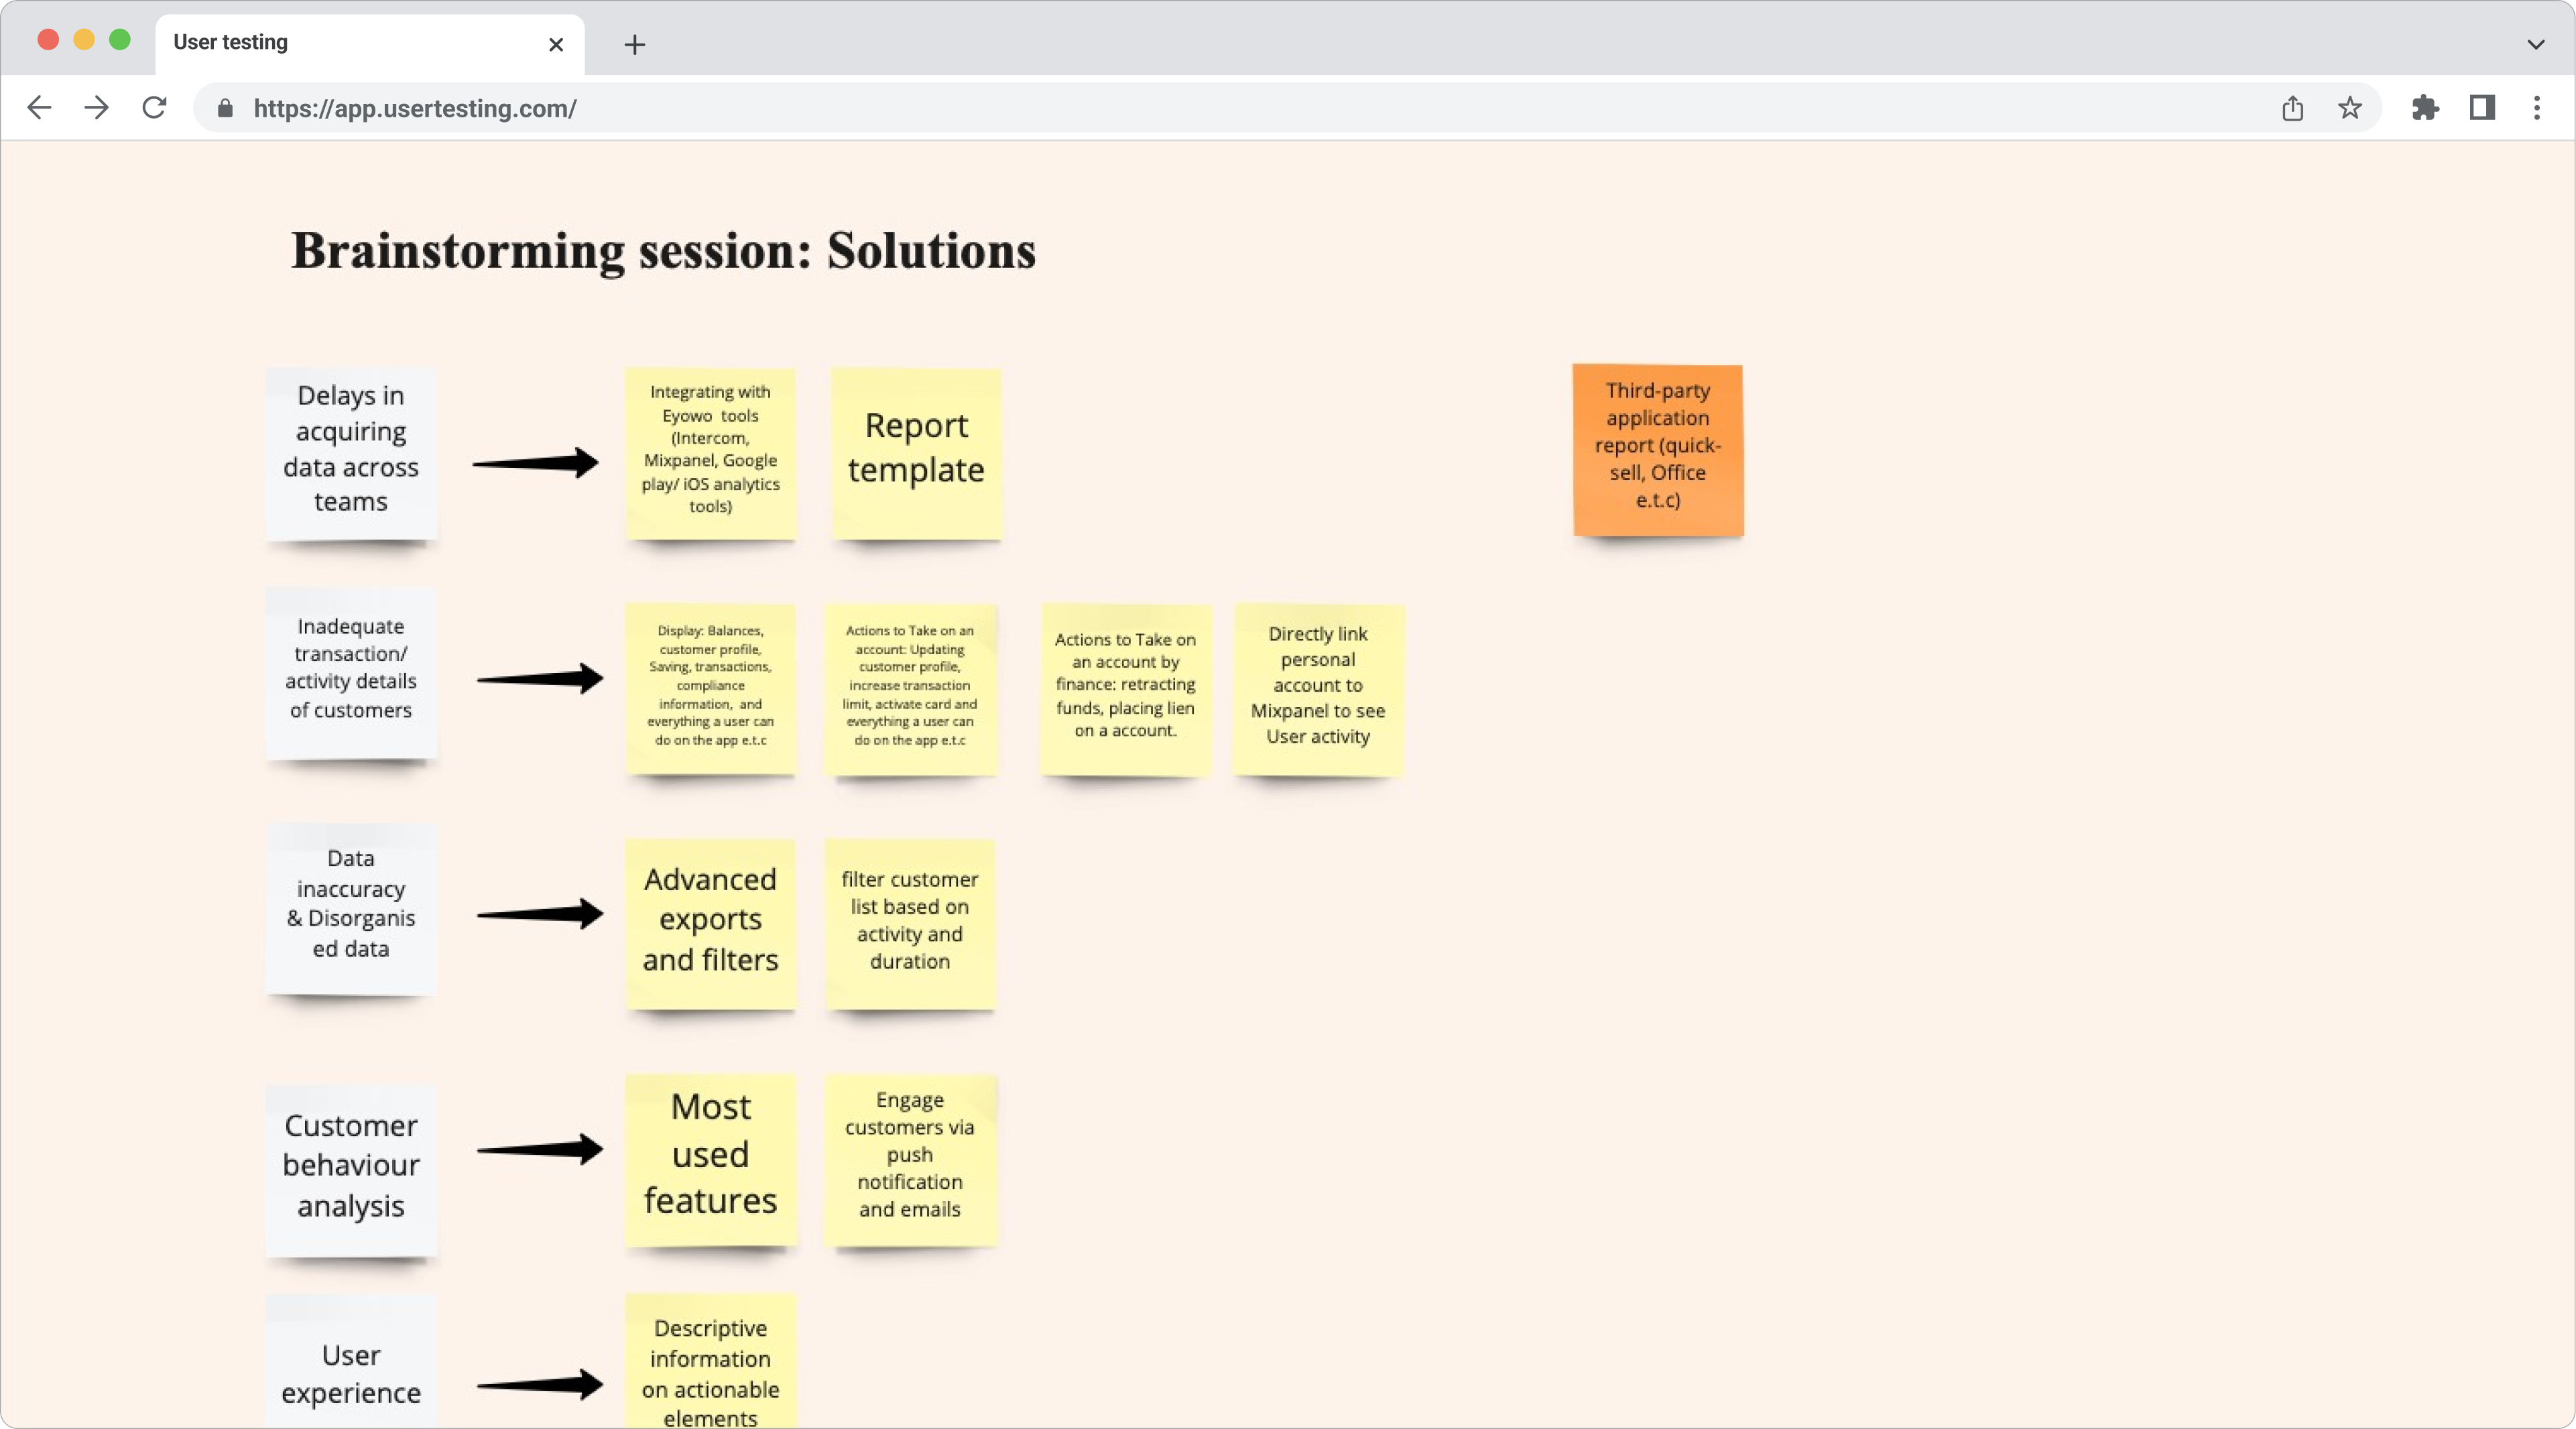 User testing
https://app.usertesting.com/
Brainstorming session: Solutions
Delays in
acquiring
data across
teams
Integrating with
Eyowo tools
(Intercom,
Mixpanel, Google
play/ iOS analytics
tools)
Report
template
Third-party
application
report (quick-
sell, Office
e.t.c)
Inadequate
transaction/
activity details
of customers
Display: Balances,
customer profile,
Saving, transactions,
compliance
information, and
everything a user can
do on the app e.t.c
Actions to Take on an
account: Updating
customer profile,
increase transaction
limit, activate card and
everything a user can
do on the app e.t.c
Actions to Take on
an account by
finance: retracting
funds, placing lien
on a account.
Directly link
personal
account to
Mixpanel to see
User activity
Data
inaccuracy
& Disorganis
ed data
Advanced
exports
and filters
filter customer
list based on
activity and
duration
Customer
behaviour
analysis
Most
used
features
Engage
customers via
push
notification
and emails
User
experience
Descriptive
information
on actionable
elements